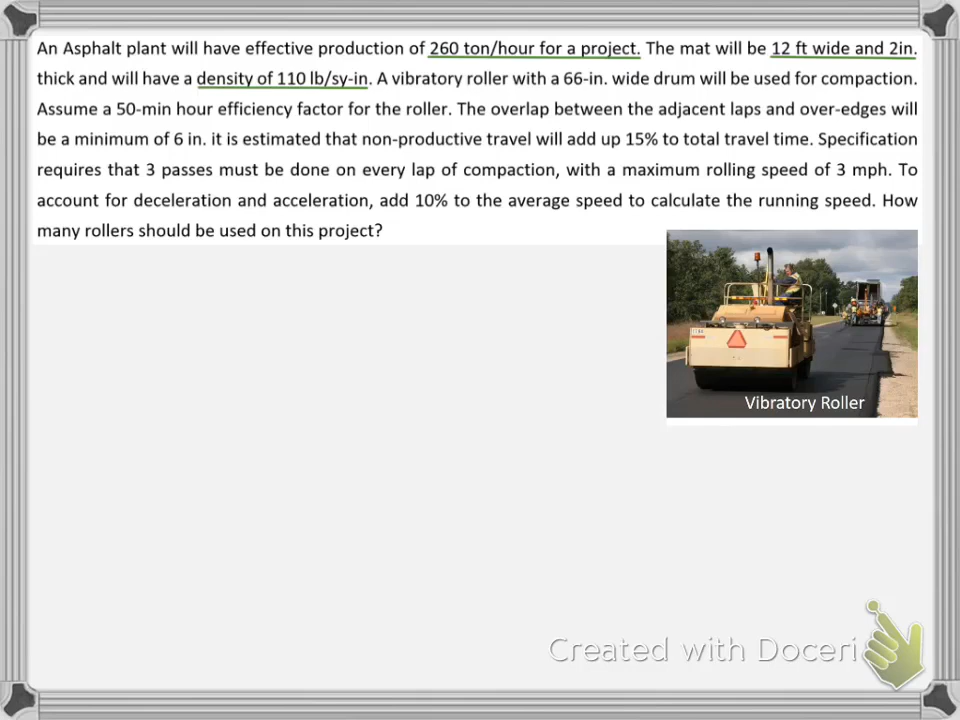 An Asphalt plant will have effective production of 260 ton/hour for a project. The mat will be 12 ft wide and 2in.
thick and will have a density of 110 lb/sy-in. A vibratory roller with a 66-in. wide drum will be used for compaction.
Assume a 50-min hour efficiency factor for the roller. The overlap between the adjacent laps and over-edges will
be a minimum of 6 in. it is estimated that non-productive travel will add up 15% to total travel time. Specification
requires that 3 passes must be done on every lap of compaction, with a maximum rolling speed of 3 mph. To
account for deceleration and acceleration, add 10% to the average speed to calculate the running speed. How
many rollers should be used on this project?
Vibratory Roller
Created with Doceri